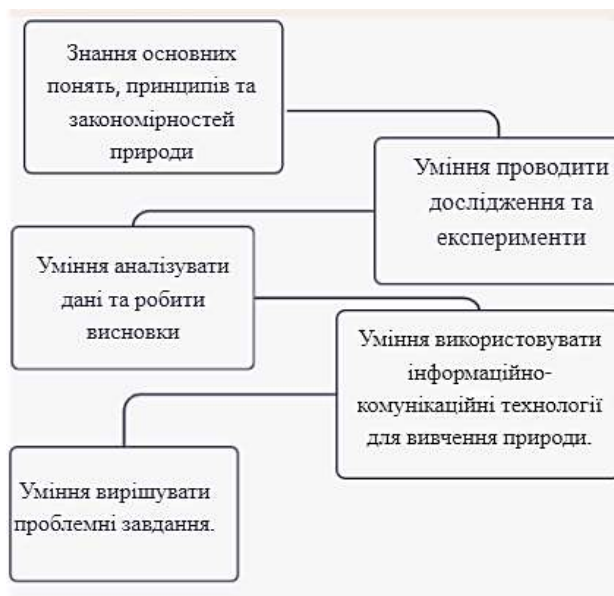 Знання основних
понять, принципів та
закономірностей
природи
Уміння проводити
дослідження та
експерименти
Уміння аналізувати
дані та робити
висновки
Уміння використовувати
інформаційно-
комунікаційні технології
для вивчення природи.
Уміння вирішувати
проблемні завдання.